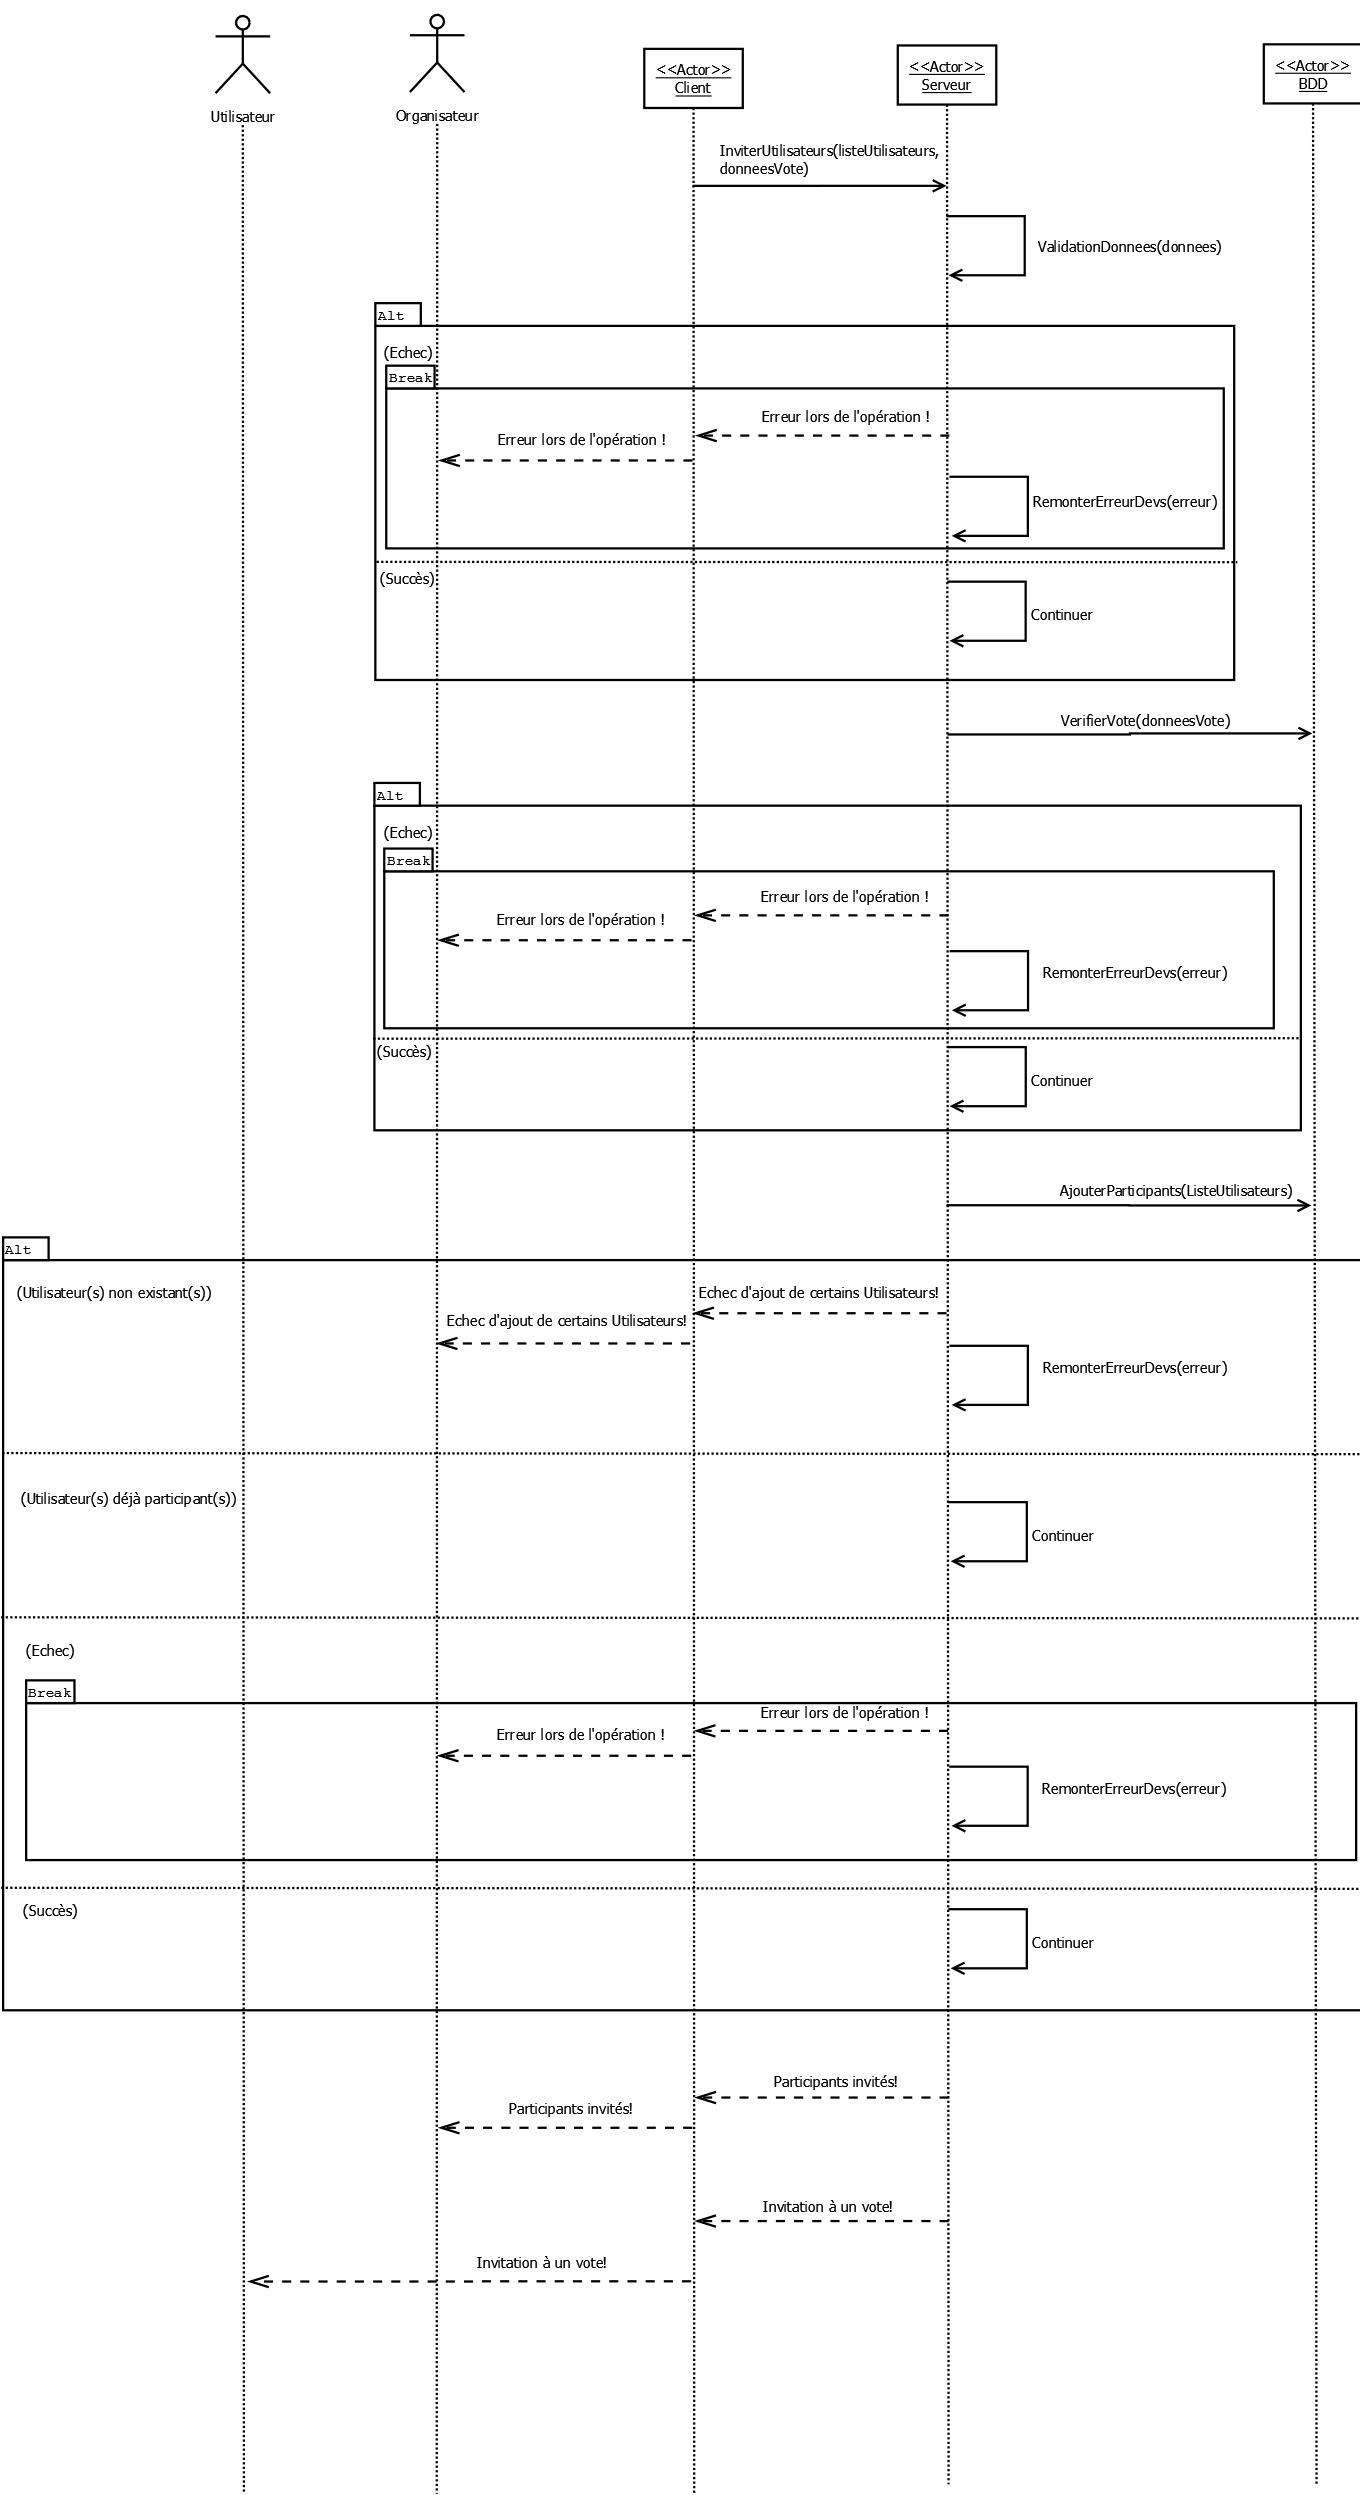 Utilisateur
Organisateur
<<Actor>>
Client
<<Actor>>
Serveur
<<Actor>>
BDD
InviterUtilisateurs(listeUtilisateurs,
donneesVote)
ValidationDonnees(donnees)
Alt
(Echec)
Break
Erreur lors de l'opération !
Erreur lors de l'opération !
RemonterErreurDevs(erreur)
(Succès)
Continuer
VerifierVote(donneesVote)
Alt
(Echec)
Break
Erreur lors de l'opération !
Erreur lors de l'opération !
RemonterErreurDevs(erreur)
(Succès)
Continuer
AjouterParticipants(ListeUtilisateurs)
Alt
(Utilisateur(s) non existant(s))
Echec d'ajout de certains Utilisateurs!
Echec d'ajout de certains Utilisateurs!
RemonterErreurDevs(erreur)
(Utilisateur(s) déjà participant(s))
Continuer
(Echec)
Break
Erreur lors de l'opération !
Erreur lors de l'opération !
RemonterErreurDevs(erreur)
(Succès)
Continuer
Participants invités!
Participants invités!
Invitation à un vote!
Invitation à un vote!